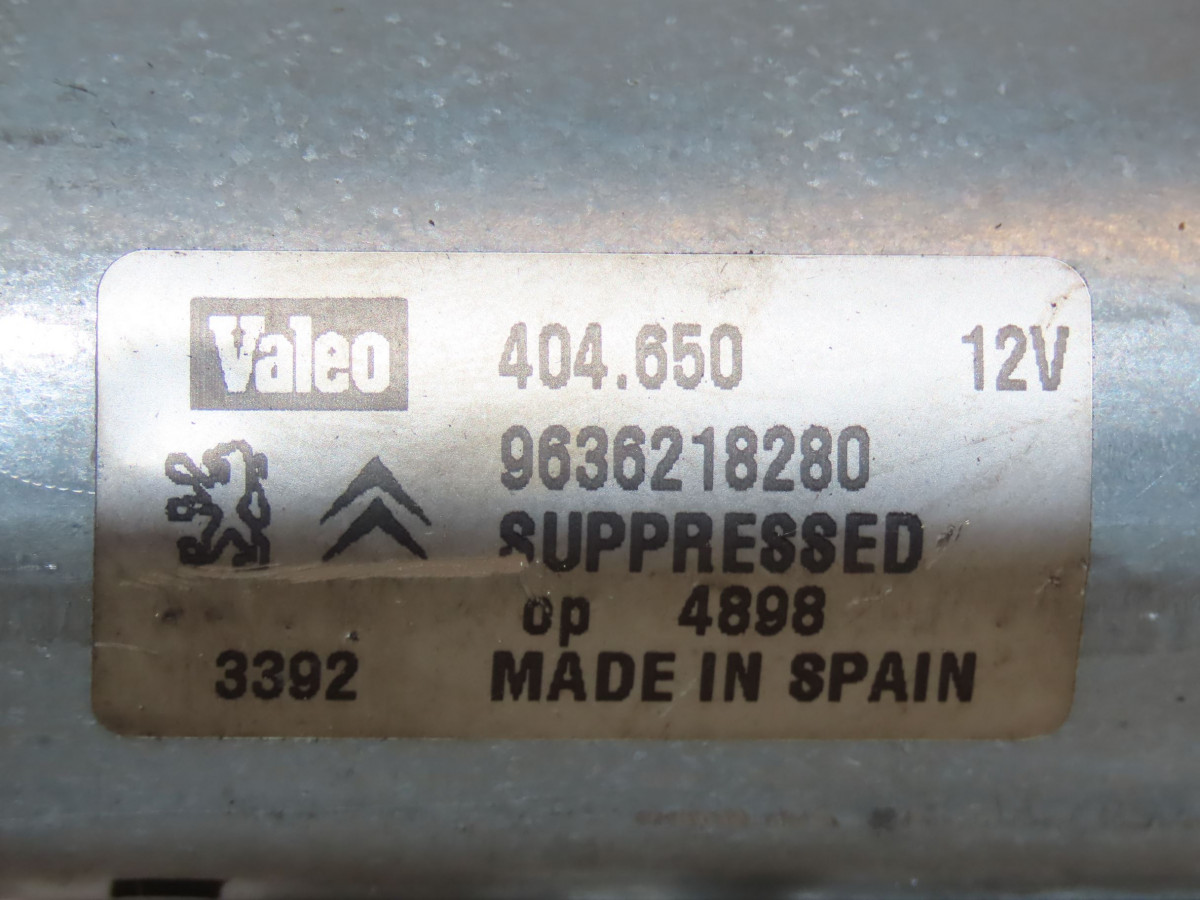 Valeo 404.650 12V
9636218280
SUPPRESSED
op 4898
3392 MADE IN SPAIN